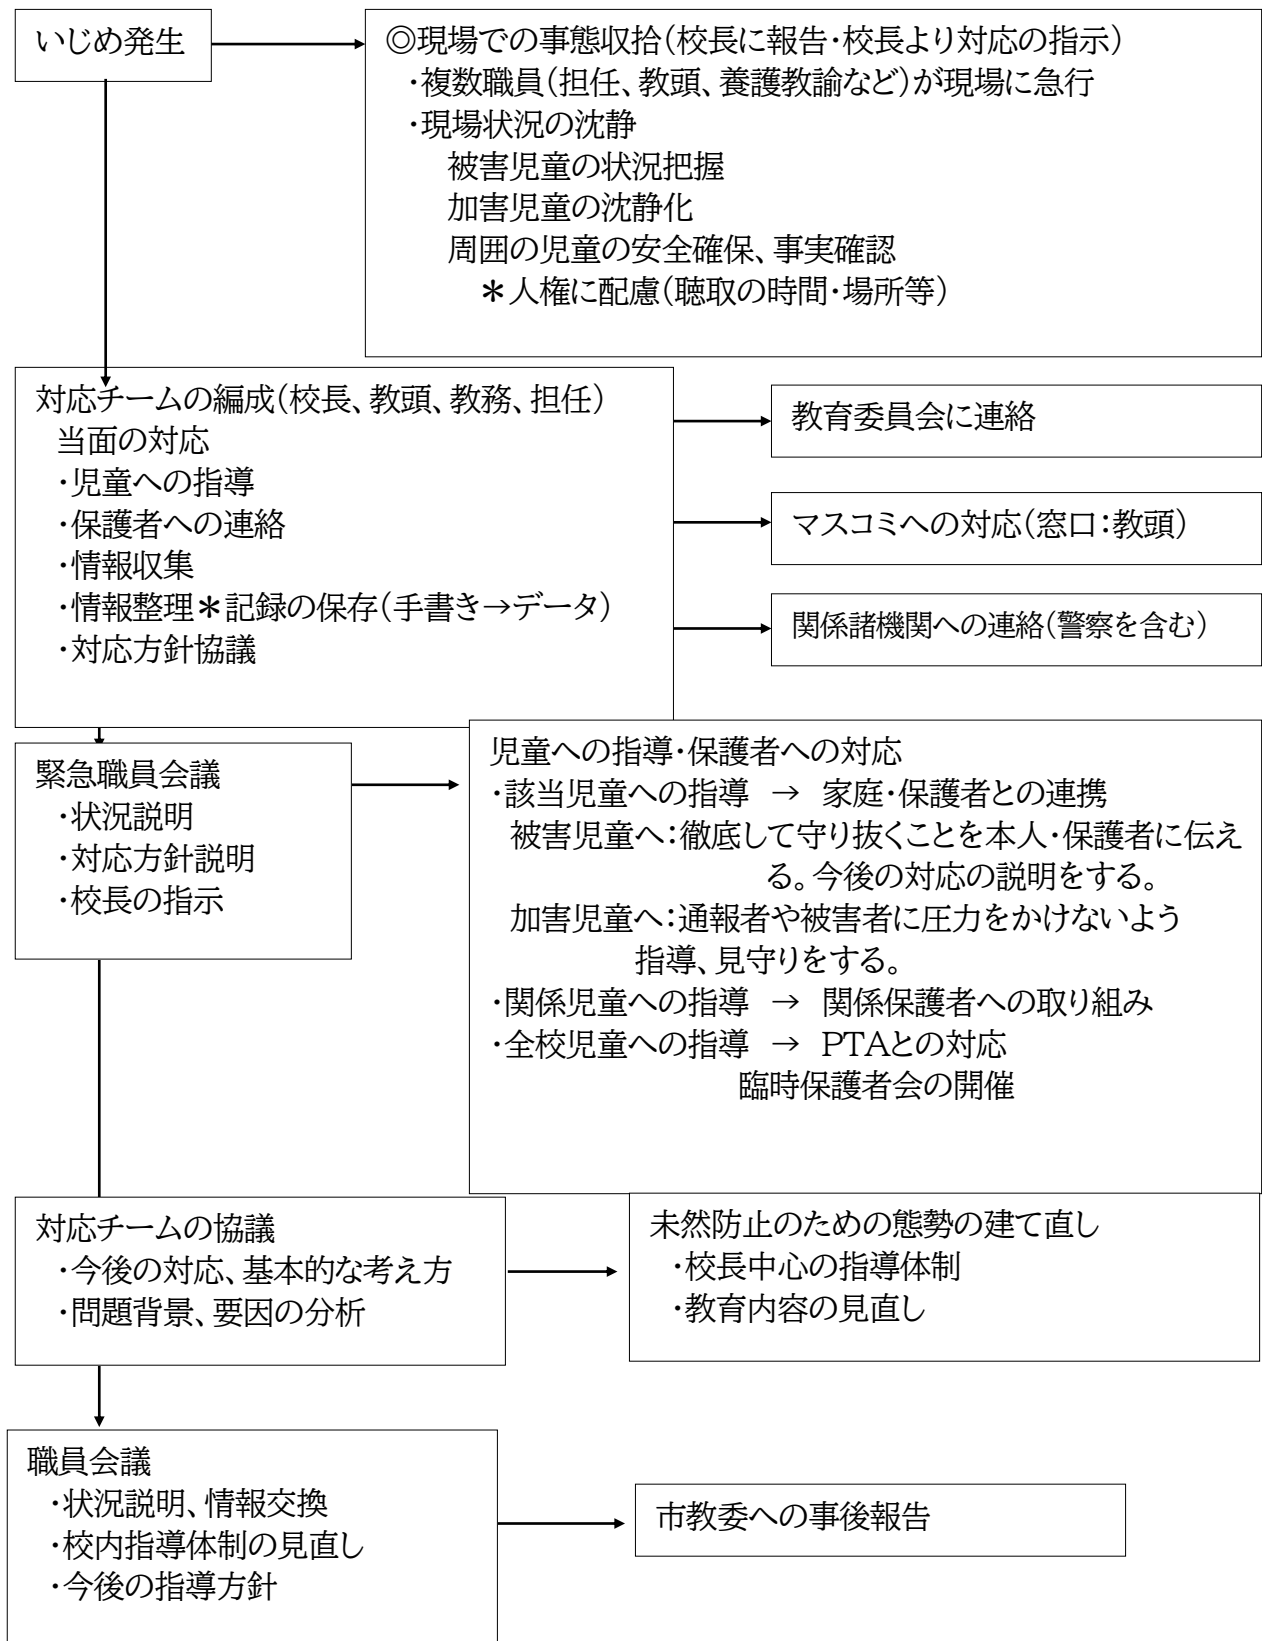 いじめ発生
◎現場での事態収拾(校長に報告・校長より対応の指示)
・複数職員(担任、教頭、養護教諭など)が現場に急行
・現場状況の沈静
被害児童の状況把握
加害児童の沈静化
周囲の児童の安全確保、事実確認
＊人権に配慮(聴取の時間・場所等)
対応チームの編成(校長、教頭、教務、担任)
当面の対応
・児童への指導
・保護者への連絡
・情報収集
・情報整理＊記録の保存(手書き→データ)
・対応方針協議
教育委員会に連絡
マスコミへの対応(窓口：教頭)
関係諸機関への連絡(警察を含む)
緊急職員会議
・状況説明
・対応方針説明
・校長の指示
児童への指導・保護者への対応
・該当児童への指導 → 家庭・保護者との連携
被害児童へ：徹底して守り抜くことを本人・保護者に伝え
る。今後の対応の説明をする。
加害児童へ：通報者や被害者に圧力をかけないよう
指導、見守りをする。
・関係児童への指導 → 関係保護者への取り組み
・全校児童への指導 → PTAとの対応
臨時保護者会の開催
対応チームの協議
・今後の対応、基本的な考え方
・問題背景、要因の分析
未然防止のための態勢の建て直し
・校長中心の指導体制
・教育内容の見直し
職員会議
・状況説明、情報交換
・校内指導体制の見直し
・今後の指導方針
市教委への事後報告